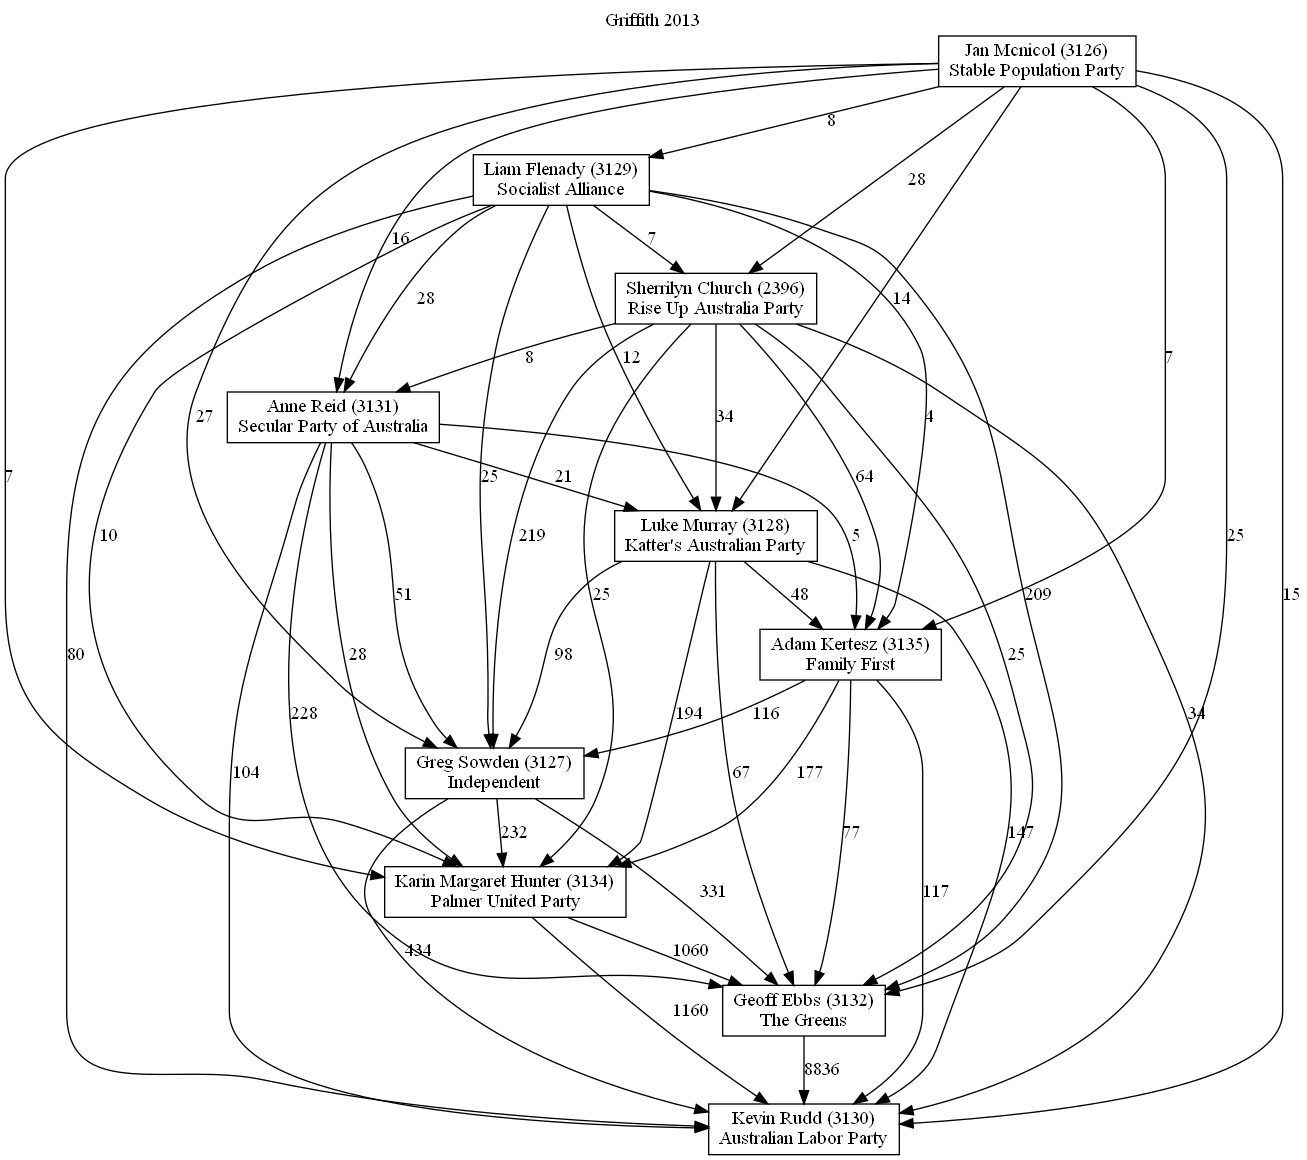 Griffith 2013
Jan Mcnicol (3126)
Stable Population Party
8
Liam Flenady (3129)
Socialist Alliance
28
16
7
Sherrilyn Church (2396)
Rise Up Australia Party
28
14
8
12
7
Anne Reid (3131)
Secular Party of Australia
27
34
4
7
25
21
64
Luke Murray (3128)
Katter's Australian Party
10
219
5
25
51
25
48
209
15
Adam Kertesz (3135)
Family First
80
28
98
25
228
194
116
34
Greg Sowden (3127)
Independent
104
67
177
232
77
147
Karin Margaret Hunter (3134)
Palmer United Party
331
117
434
1060
Geoff Ebbs (3132)
The Greens
1160
8836
Kevin Rudd (3130)
Australian Labor Party